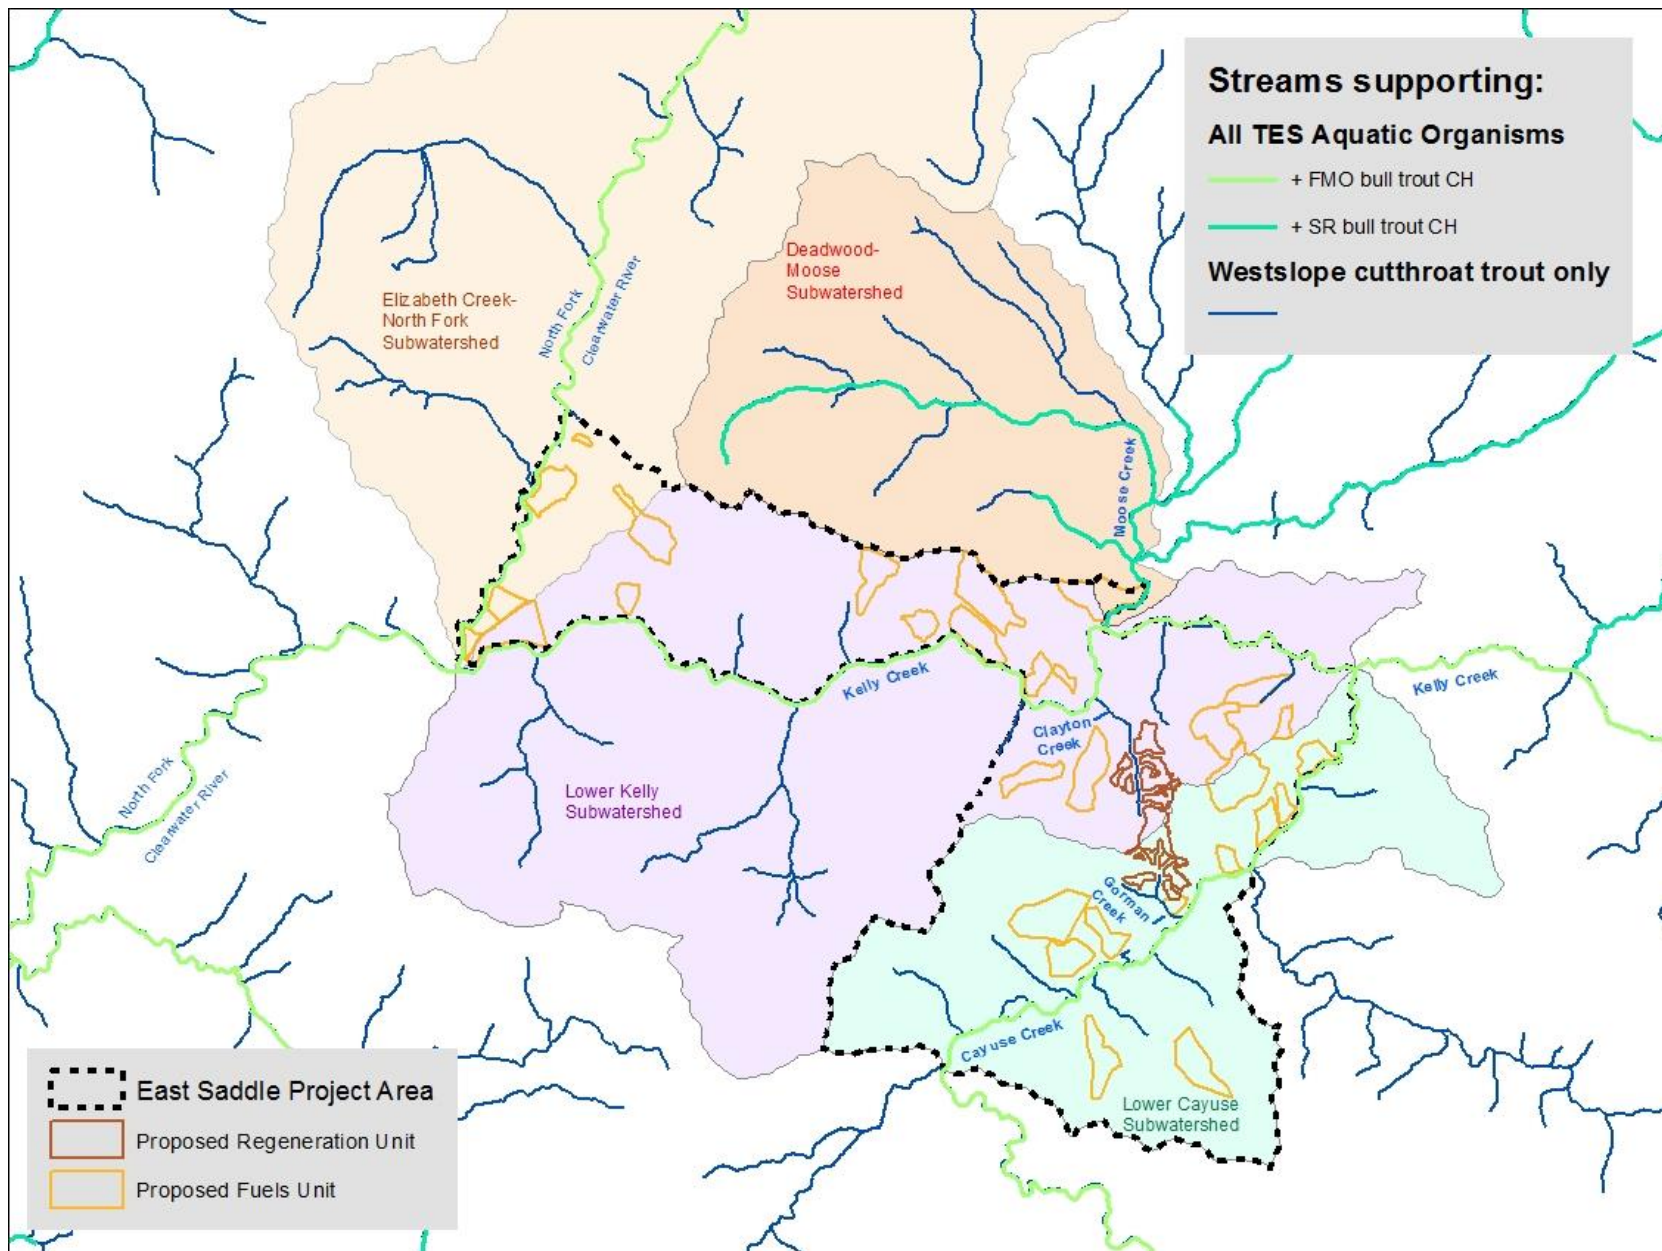 Streams supporting:
All TES Aquatic Organisms
+ FMO bull trout CH
+ SR bull trout CH
Westslope cutthroat trout only
Deadwood-
Moose
Subwatershed
Elizabeth Creek-
North Fork
Subwatershed
North Fork
Clearwater River
Moose Creek
Kelly Creek
Kelly Creek
Clayton
Creek
Lower Kelly
Subwatershed
North Fork
Clearwater River
Gorman
Creek
Cayuse Creek
Lower Cayuse
Subwatershed
East Saddle Project Area
Proposed Regeneration Unit
Proposed Fuels Unit